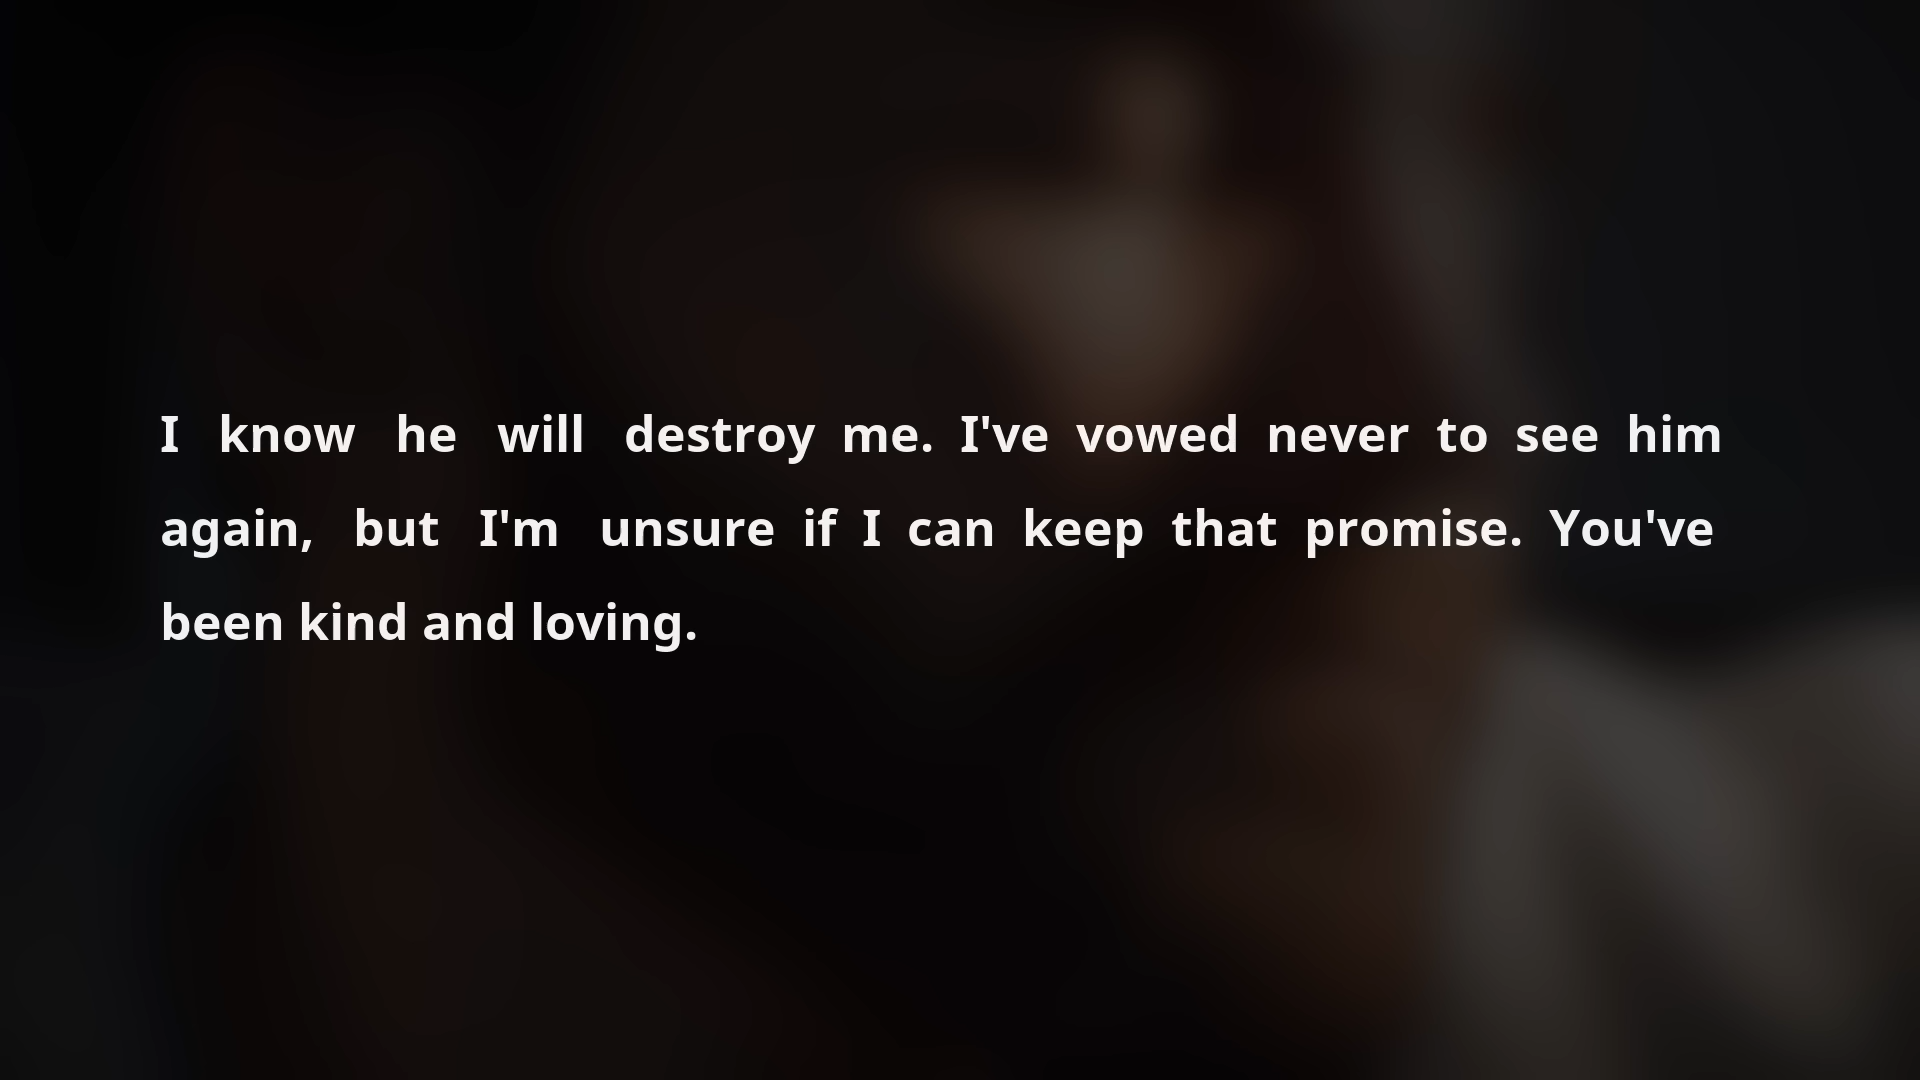 I know he will destroy me. I've vowed never to see him
again, but I'm unsure if I can keep that promise. You've
been kind and loving.